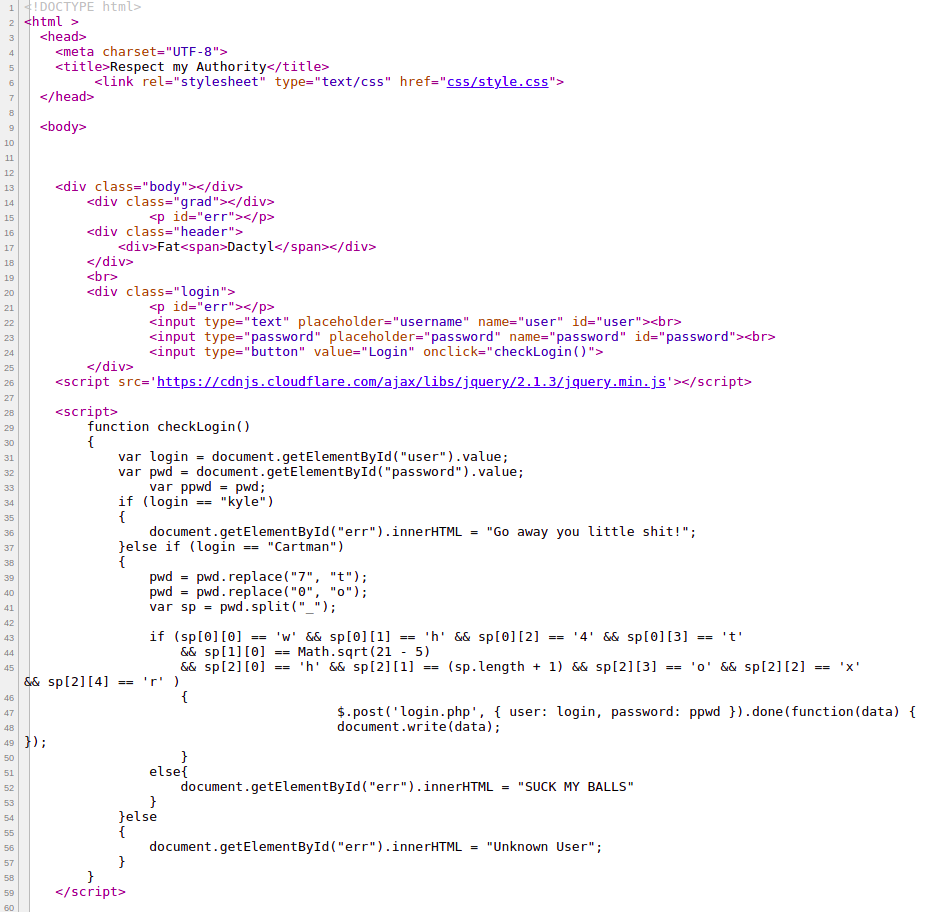 1 <!DOCTYPE html>
2 <html >
3   <head>
4     <meta charset="UTF-8">
5     <title>Respect my Authority</title>
6          <link rel="stylesheet" type="text/css" href="css/style.css">
7   </head>
8
9   <body>
10
11
12
13     <div class="body"></div>
14         <div class="grad"></div>
15                 <p id="err"></p>
16         <div class="header">
17             <div>Fat<span>Dactyl</span></div>
18         </div>
19         <br>
20         <div class="login">
21                 <p id="err"></p>
22                 <input type="text" placeholder="username" name="user" id="user"><br>
23                 <input type="password" placeholder="password" name="password" id="password"><br>
24                 <input type="button" value="Login" onclick="checkLogin()">
25         </div>
26     <script src='https://cdnjs.cloudflare.com/ajax/libs/jquery/2.1.3/jquery.min.js'></script>
27
28     <script>
29         function checkLogin()
30         {
31             var login = document.getElementById("user").value;
32             var pwd = document.getElementById("password").value;
33                 var ppwd = pwd;
34             if (login == "kyle")
35             {
36                 document.getElementById("err").innerHTML = "Go away you little shit!";
37             }else if (login == "Cartman")
38             {
39                 pwd = pwd.replace("7", "t");
40                 pwd = pwd.replace("0", "o");
41                 var sp = pwd.split("_");
42
43                 if (sp[0][0] == 'w' && sp[0][1] == 'h' && sp[0][2] == '4' && sp[0][3] == 't'
44                     && sp[1][0] == Math.sqrt(21 - 5)
45                     && sp[2][0] == 'h' && sp[2][1] == (sp.length + 1) && sp[2][3] == 'o' && sp[2][2] == 'x'
&& sp[2][4] == 'r' )
46                     {
47                                         $.post('login.php', { user: login, password: ppwd }).done(function(data) {
48                                         document.write(data);
49 });
50                     }
51                 else{
52                     document.getElementById("err").innerHTML = "SUCK MY BALLS"
53                 }
54             }else
55             {
56                 document.getElementById("err").innerHTML = "Unknown User";
57             }
58         }
59     </script>
60